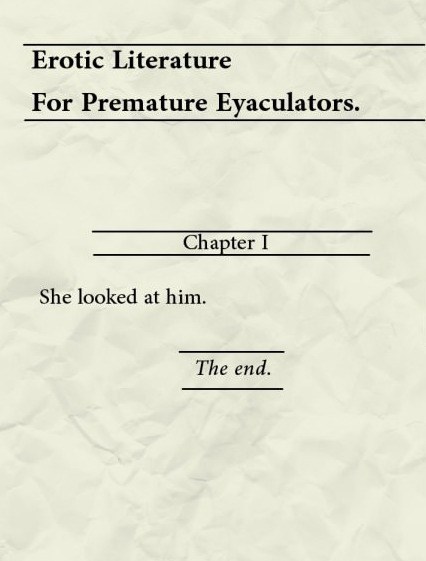 Erotic Literature
For Premature Eyaculators.
Chapter I
She looked at him.
The end.